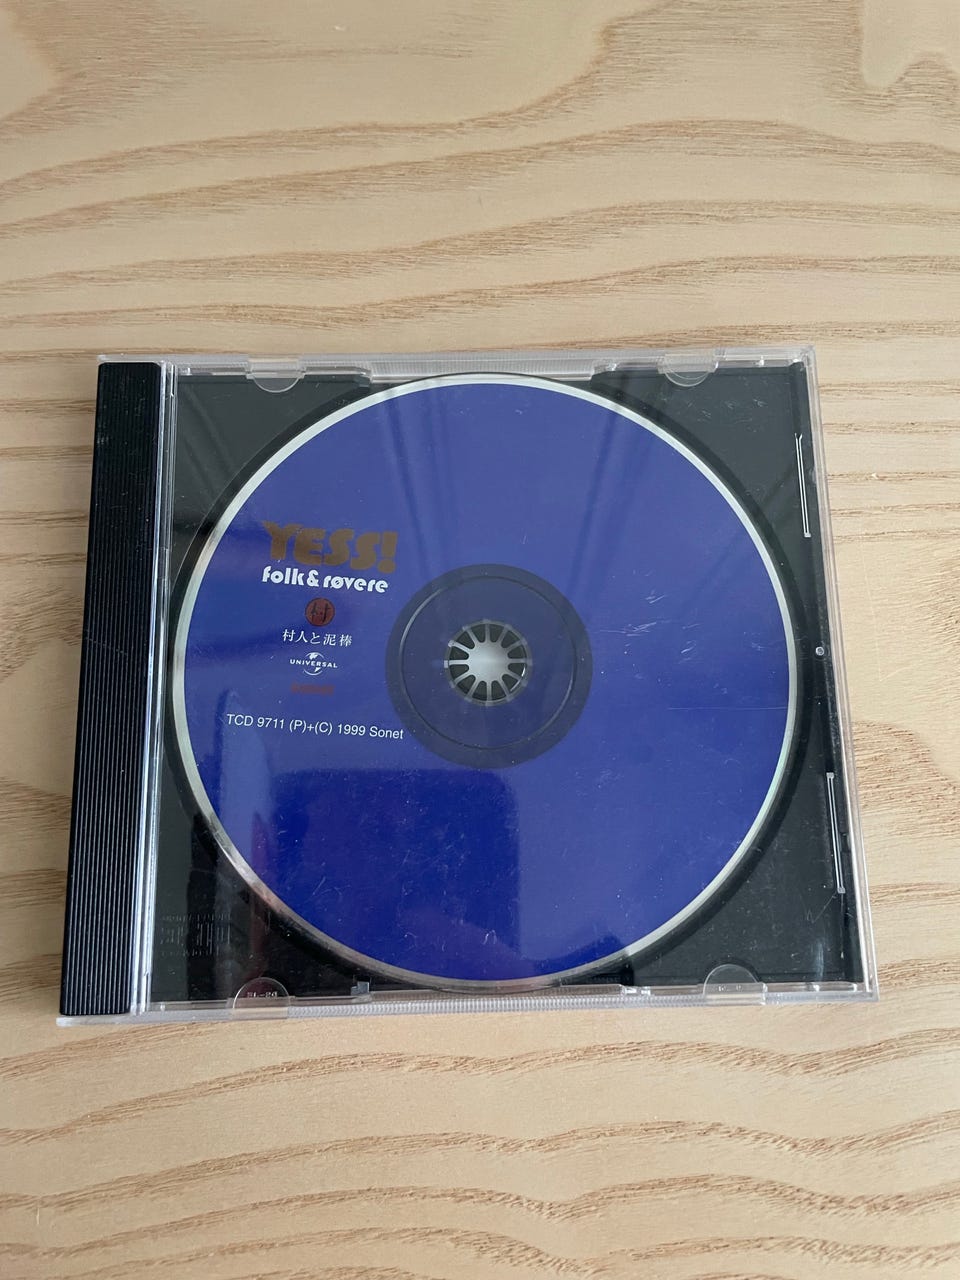 YESS!
folk & røvere
村
村人と泥棒
UNIVERSAL
TCD 9711 (P)+(C) 1999 Sonet